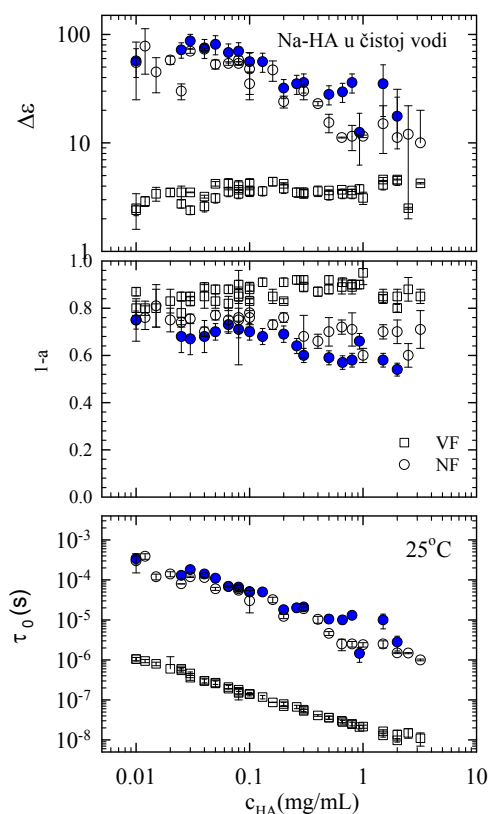 Na-HA u čistoj vodi
100
10
1
Δε
1.0
0.8
0.6
0.4
0.2
0.0
1-a
VF
NF
25°C
10⁻³
10⁻⁴
10⁻⁵
10⁻⁶
10⁻⁷
10⁻⁸
τ₀(s)
0.01 0.1 1 10
c_HA(mg/mL)